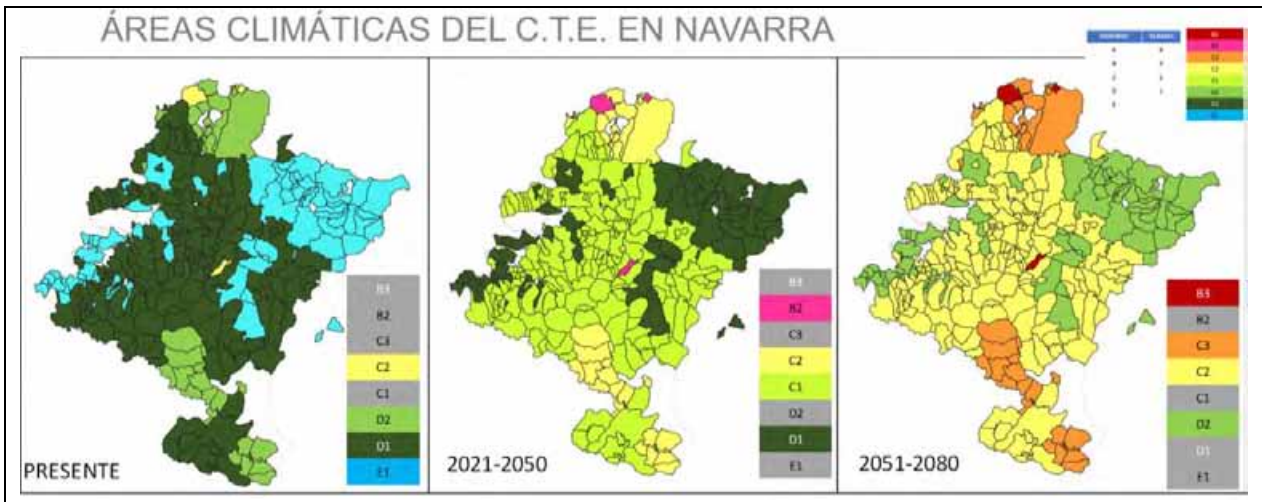 ÁREAS CLIMÁTICAS DEL C.T.E. EN NAVARRA
B3
B2
C3
C2
C1
D2
D1
E1
PRESENTE
B3
B2
C3
C2
C1
D2
D1
E1
2021-2050
B3
B2
C3
C2
C1
D2
D1
E1
2051-2080